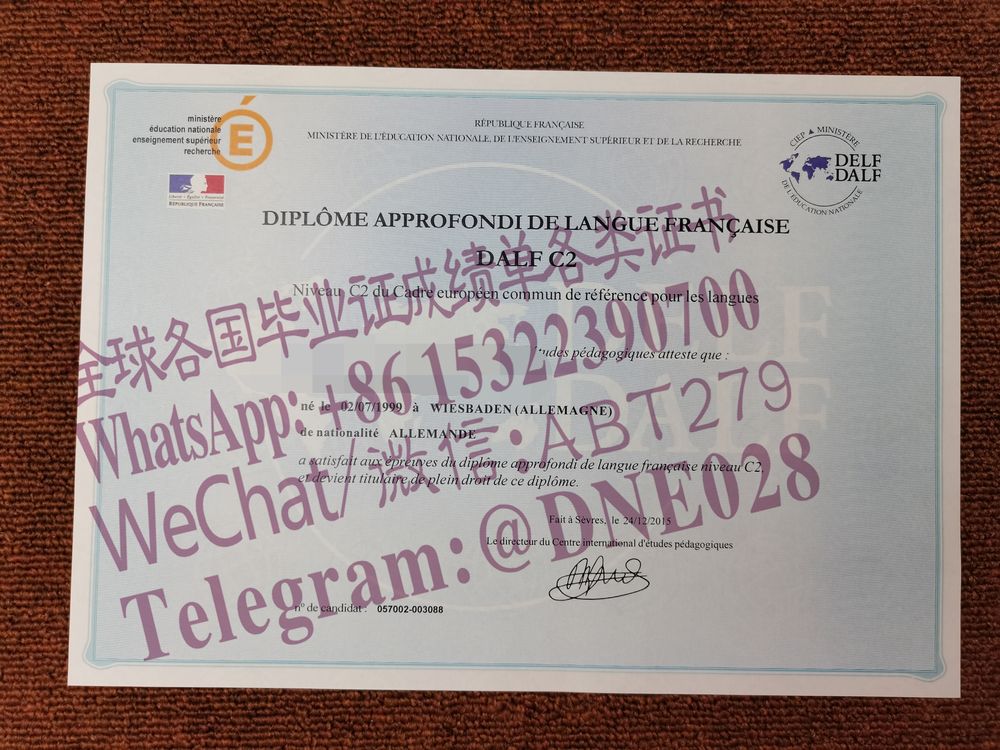 ministère
éducation nationale
enseignement supérieur
recherche
É
Liberté • Égalité • Fraternité
RÉPUBLIQUE FRANÇAISE
RÉPUBLIQUE FRANÇAISE
MINISTÈRE DE L'ÉDUCATION NATIONALE, DE L'ENSEIGNEMENT SUPÉRIEUR ET DE LA RECHERCHE
CIEP ▲ MINISTÈRE
DELF
DALF
DE L'ÉDUCATION NATIONALE
DIPLÔME APPROFONDI DE LANGUE FRANÇAISE
DALF C2
Niveau C2 du Cadre européen commun de référence pour les langues
全球各国毕业证成绩单各类证书
DELF
DALF
études pédagogiques atteste que :
WhatsApp: +86 15322390700
né le 02/07/1999 à WIESBADEN (ALLEMAGNE)
de nationalité ALLEMANDE
WeChat/微信:ABT279
a satisfait aux épreuves du diplôme approfondi de langue française niveau C2,
et devient titulaire de plein droit de ce diplôme.
Telegram:@DNE028
Fait à Sèvres, le 24/12/2015
Le directeur du Centre international d'études pédagogiques
n° de candidat : 057002-003088